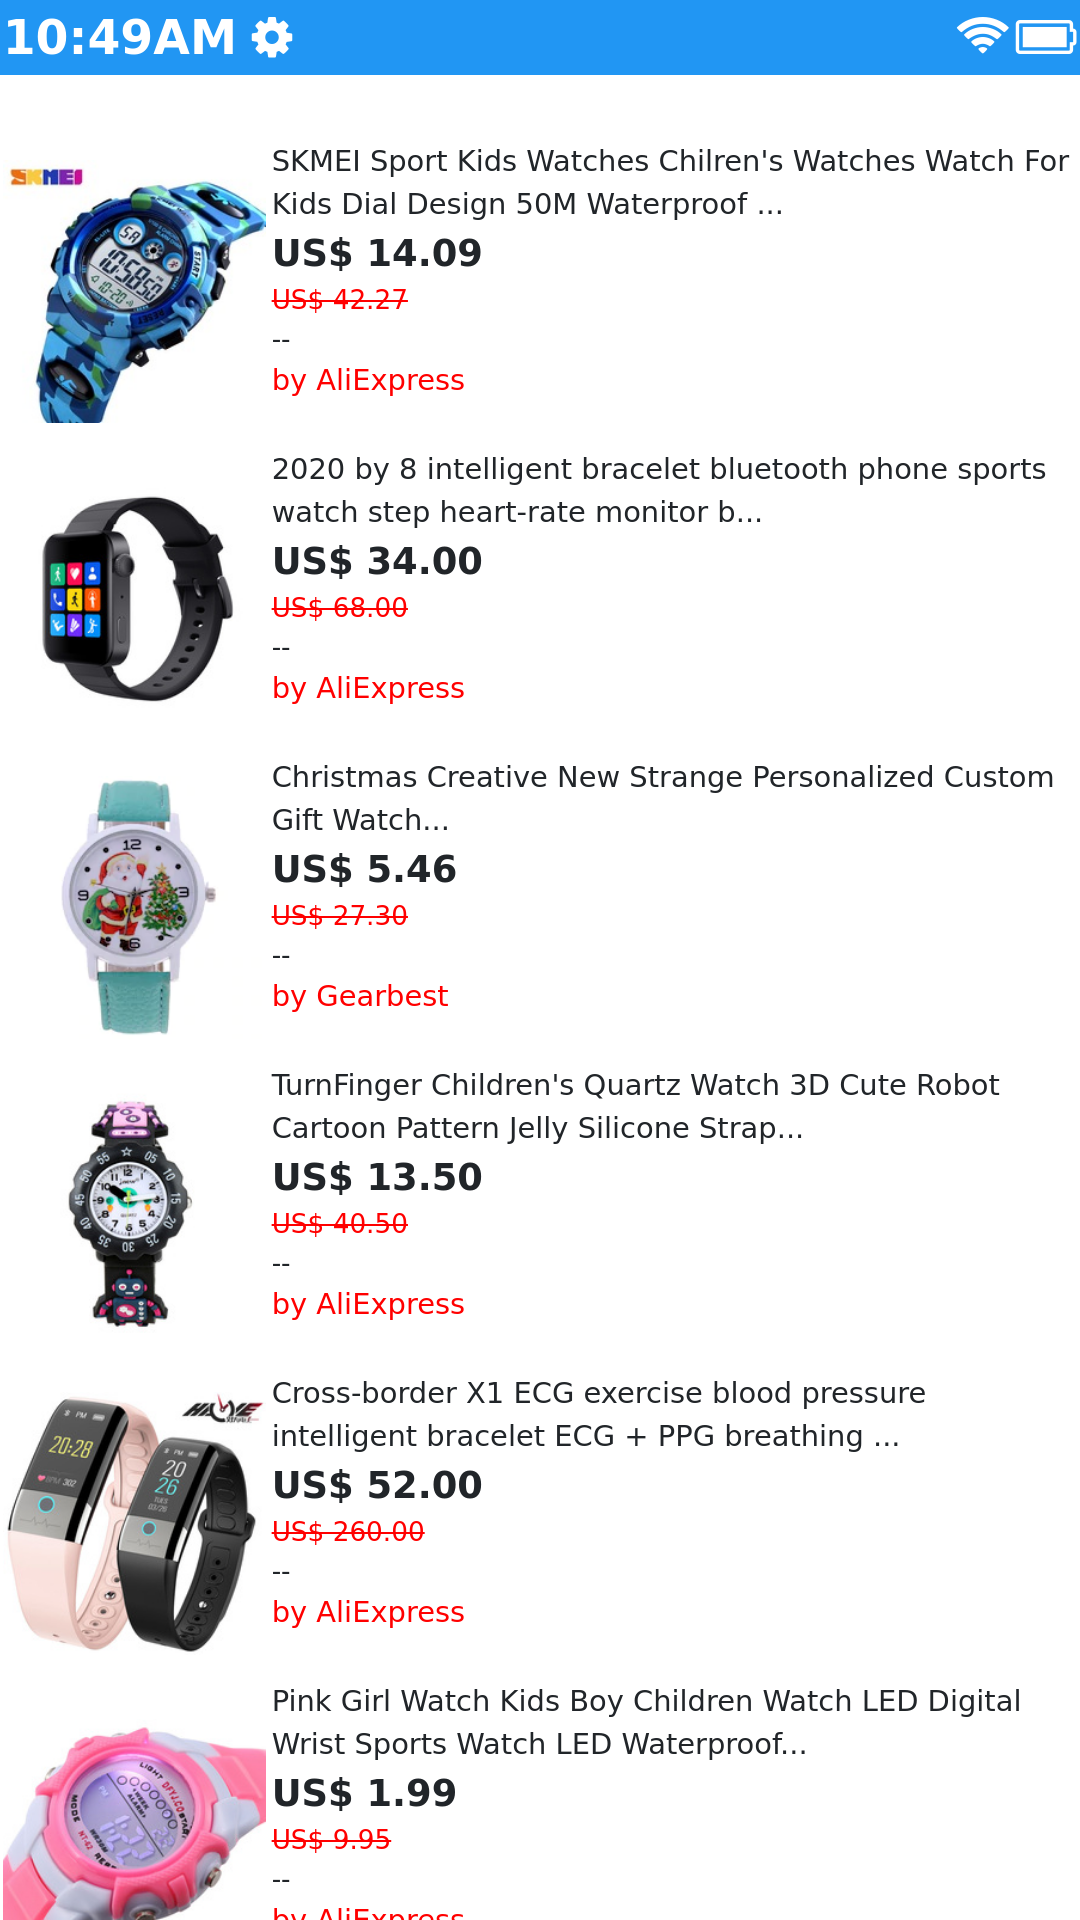 10:49AM
SKMEI
SKMEI Sport Kids Watches Chilren's Watches Watch For
Kids Dial Design 50M Waterproof ...
US$ 14.09
US$ 42.27
--
by AliExpress
2020 by 8 intelligent bracelet bluetooth phone sports
watch step heart-rate monitor b...
US$ 34.00
US$ 68.00
--
by AliExpress
Christmas Creative New Strange Personalized Custom
Gift Watch...
US$ 5.46
US$ 27.30
--
by Gearbest
TurnFinger Children's Quartz Watch 3D Cute Robot
Cartoon Pattern Jelly Silicone Strap...
US$ 13.50
US$ 40.50
--
by AliExpress
20:28
20
26
Cross-border X1 ECG exercise blood pressure
intelligent bracelet ECG + PPG breathing ...
US$ 52.00
US$ 260.00
--
by AliExpress
LIGHT
MODE
Pink Girl Watch Kids Boy Children Watch LED Digital
Wrist Sports Watch LED Waterproof...
US$ 1.99
US$ 9.95
--
by AliExpress